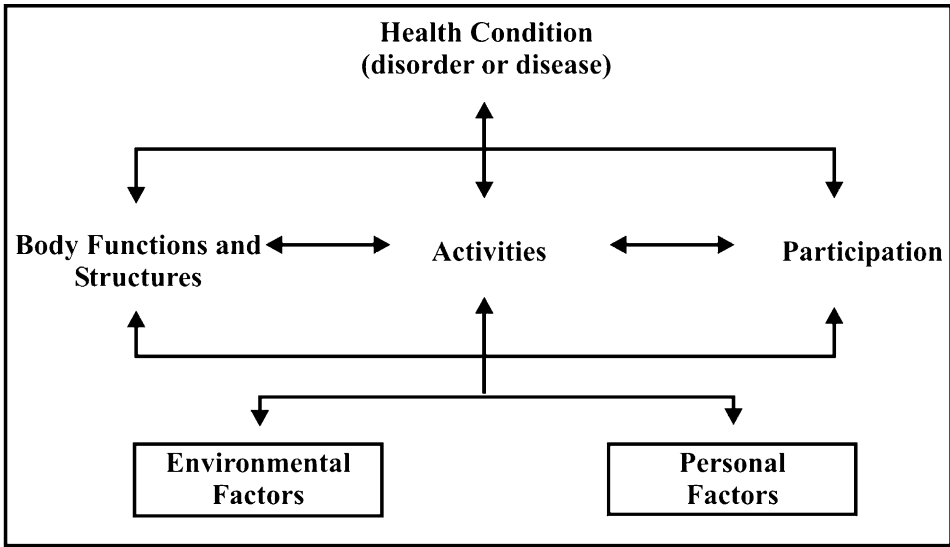 Health Condition
(disorder or disease)
Body Functions and
Structures
Activities
Participation
Environmental
Factors
Personal
Factors